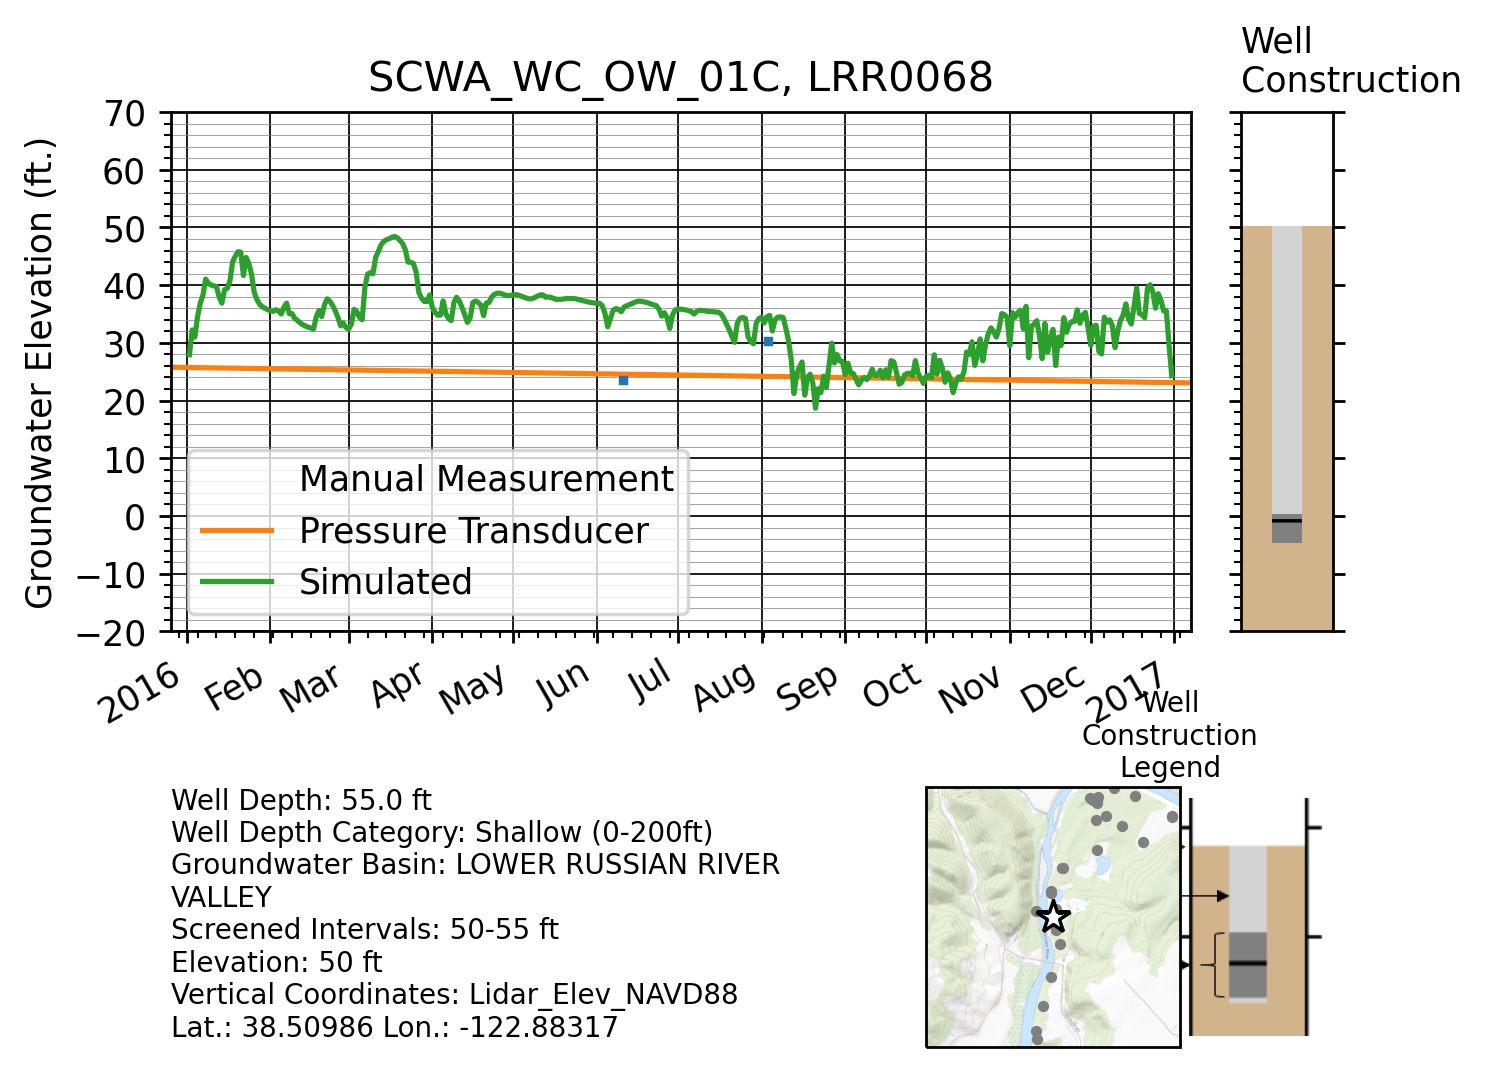 Well
Construction
SCWA_WC_OW_01C, LRR0068
Groundwater Elevation (ft.)
70
60
50
40
30
20
10
0
−10
−20
Manual Measurement
Pressure Transducer
Simulated
2016 Feb Mar Apr May Jun Jul Aug Sep Oct Nov Dec 2017
Well
Construction
Legend
Well Depth: 55.0 ft
Well Depth Category: Shallow (0-200ft)
Groundwater Basin: LOWER RUSSIAN RIVER
VALLEY
Screened Intervals: 50-55 ft
Elevation: 50 ft
Vertical Coordinates: Lidar_Elev_NAVD88
Lat.: 38.50986 Lon.: -122.88317